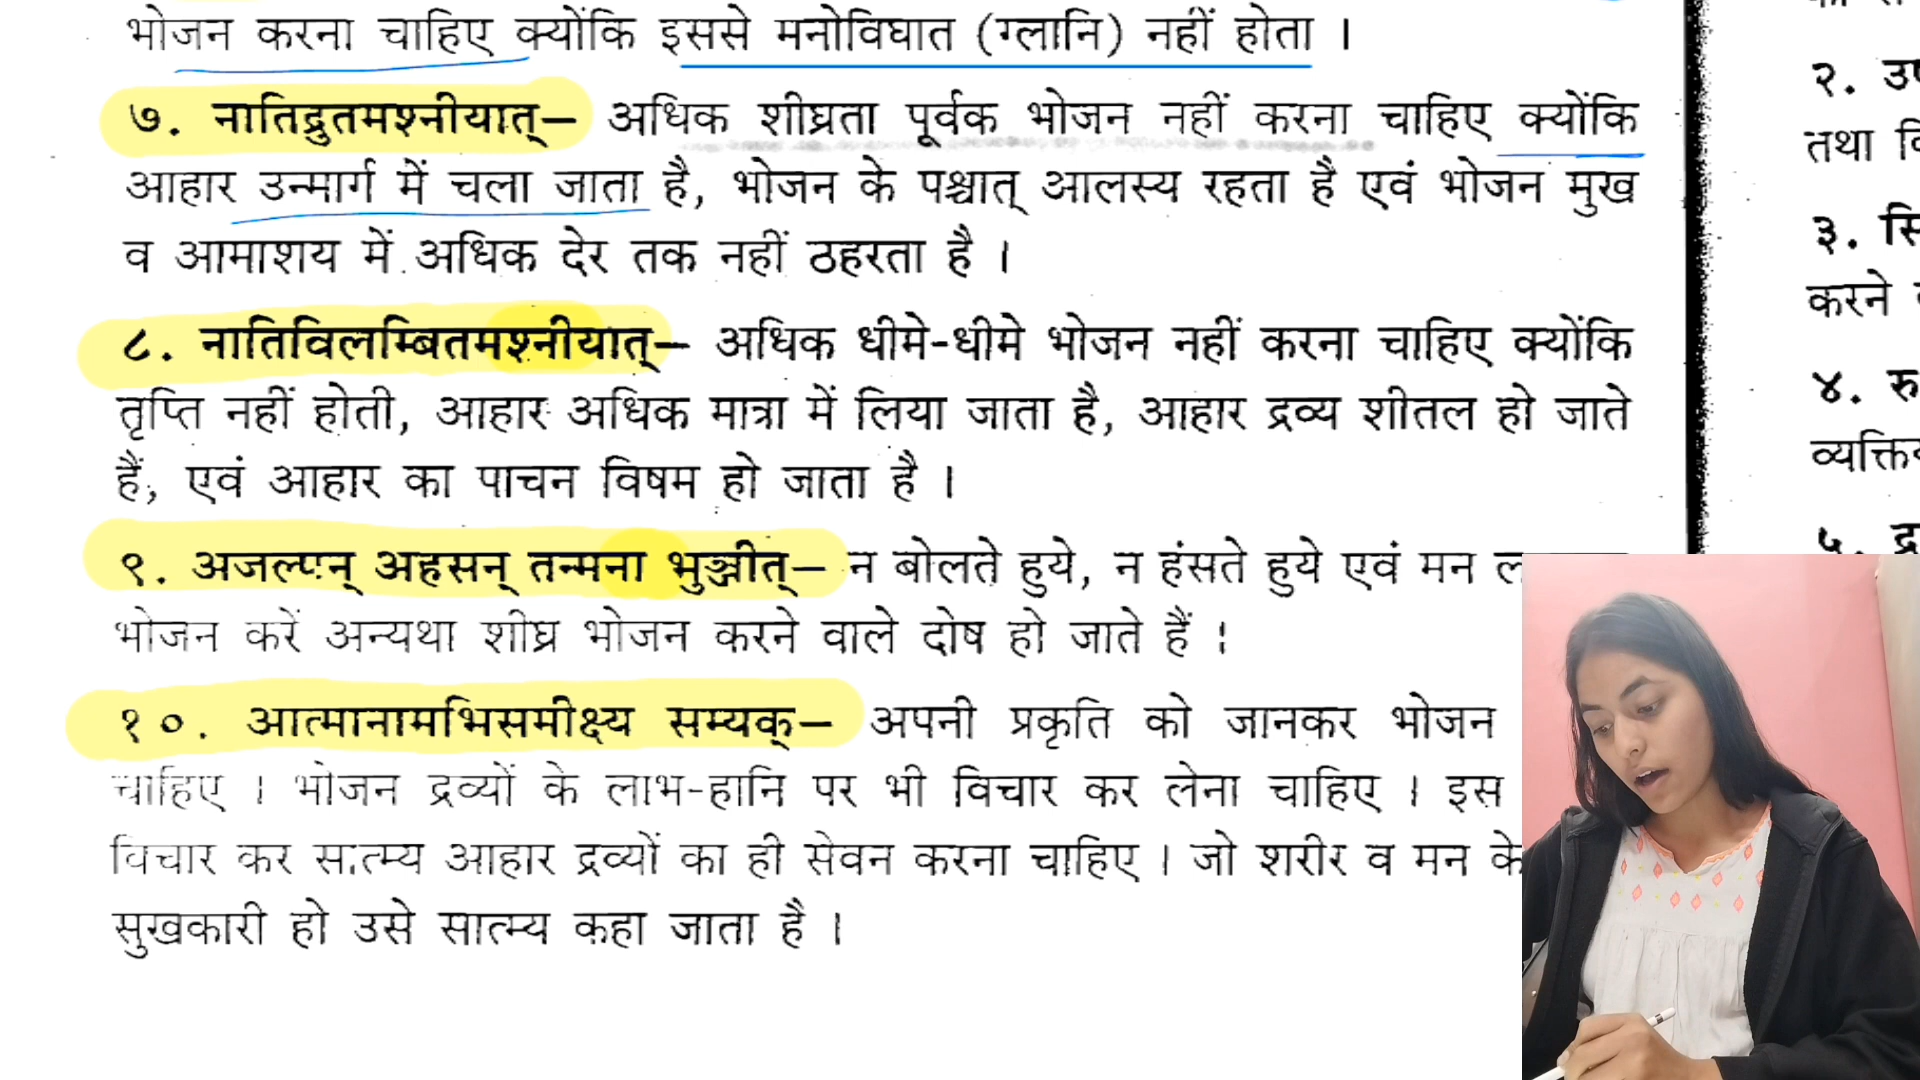 भोजन करना चाहिए क्योंकि इससे मनोविघात (ग्लानि) नहीं होता ।
७. नातिद्रुतमश्नीयात्– अधिक शीघ्रता पूर्वक भोजन नहीं करना चाहिए क्योंकि
आहार उन्मार्ग में चला जाता है, भोजन के पश्चात् आलस्य रहता है एवं भोजन मुख
व आमाशय में अधिक देर तक नहीं ठहरता है ।
८. नातिविलम्बितमश्नीयात्– अधिक धीमे-धीमे भोजन नहीं करना चाहिए क्योंकि
तृप्ति नहीं होती, आहार अधिक मात्रा में लिया जाता है, आहार द्रव्य शीतल हो जाते
हैं, एवं आहार का पाचन विषम हो जाता है ।
९. अजल्पन् अहसन् तन्मना भुञ्जीत्– न बोलते हुये, न हंसते हुये एवं मन
भोजन करें अन्यथा शीघ्र भोजन करने वाले दोष हो जाते हैं ।
१०. आत्मानामभिसमीक्ष्य सम्यक्– अपनी प्रकृति को जानकर भोजन
चाहिए । भोजन द्रव्यों के लाभ-हानि पर भी विचार कर लेना चाहिए । इस
विचार कर सात्म्य आहार द्रव्यों का ही सेवन करना चाहिए । जो शरीर व मन के
सुखकारी हो उसे सात्म्य कहा जाता है ।
२.
तथा
३.
करने
४.
५.